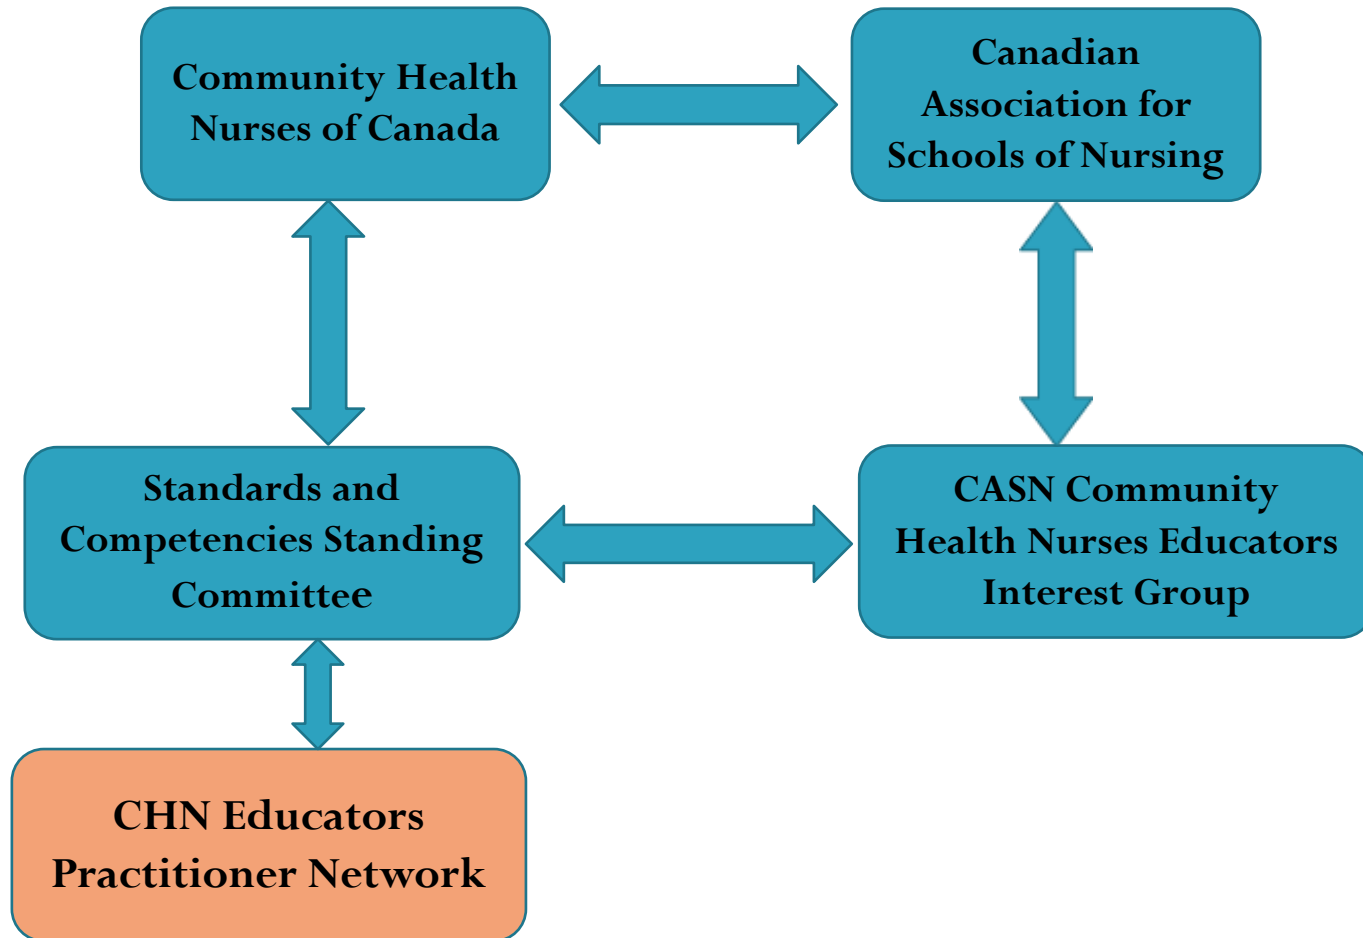 Community Health
Nurses of Canada
Canadian
Association for
Schools of Nursing
Standards and
Competencies Standing
Committee
CASN Community
Health Nurses Educators
Interest Group
CHN Educators
Practitioner Network